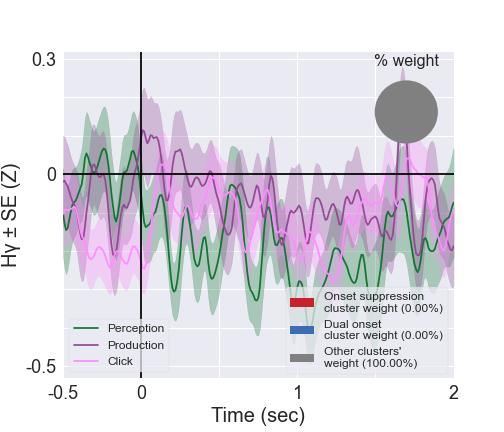 % weight
0.3
0
-0.5
Hγ ± SE (Z)
Perception
Production
Click
Onset suppression
cluster weight (0.00%)
Dual onset
cluster weight (0.00%)
Other clusters'
weight (100.00%)
-0.5 0 1 2
Time (sec)